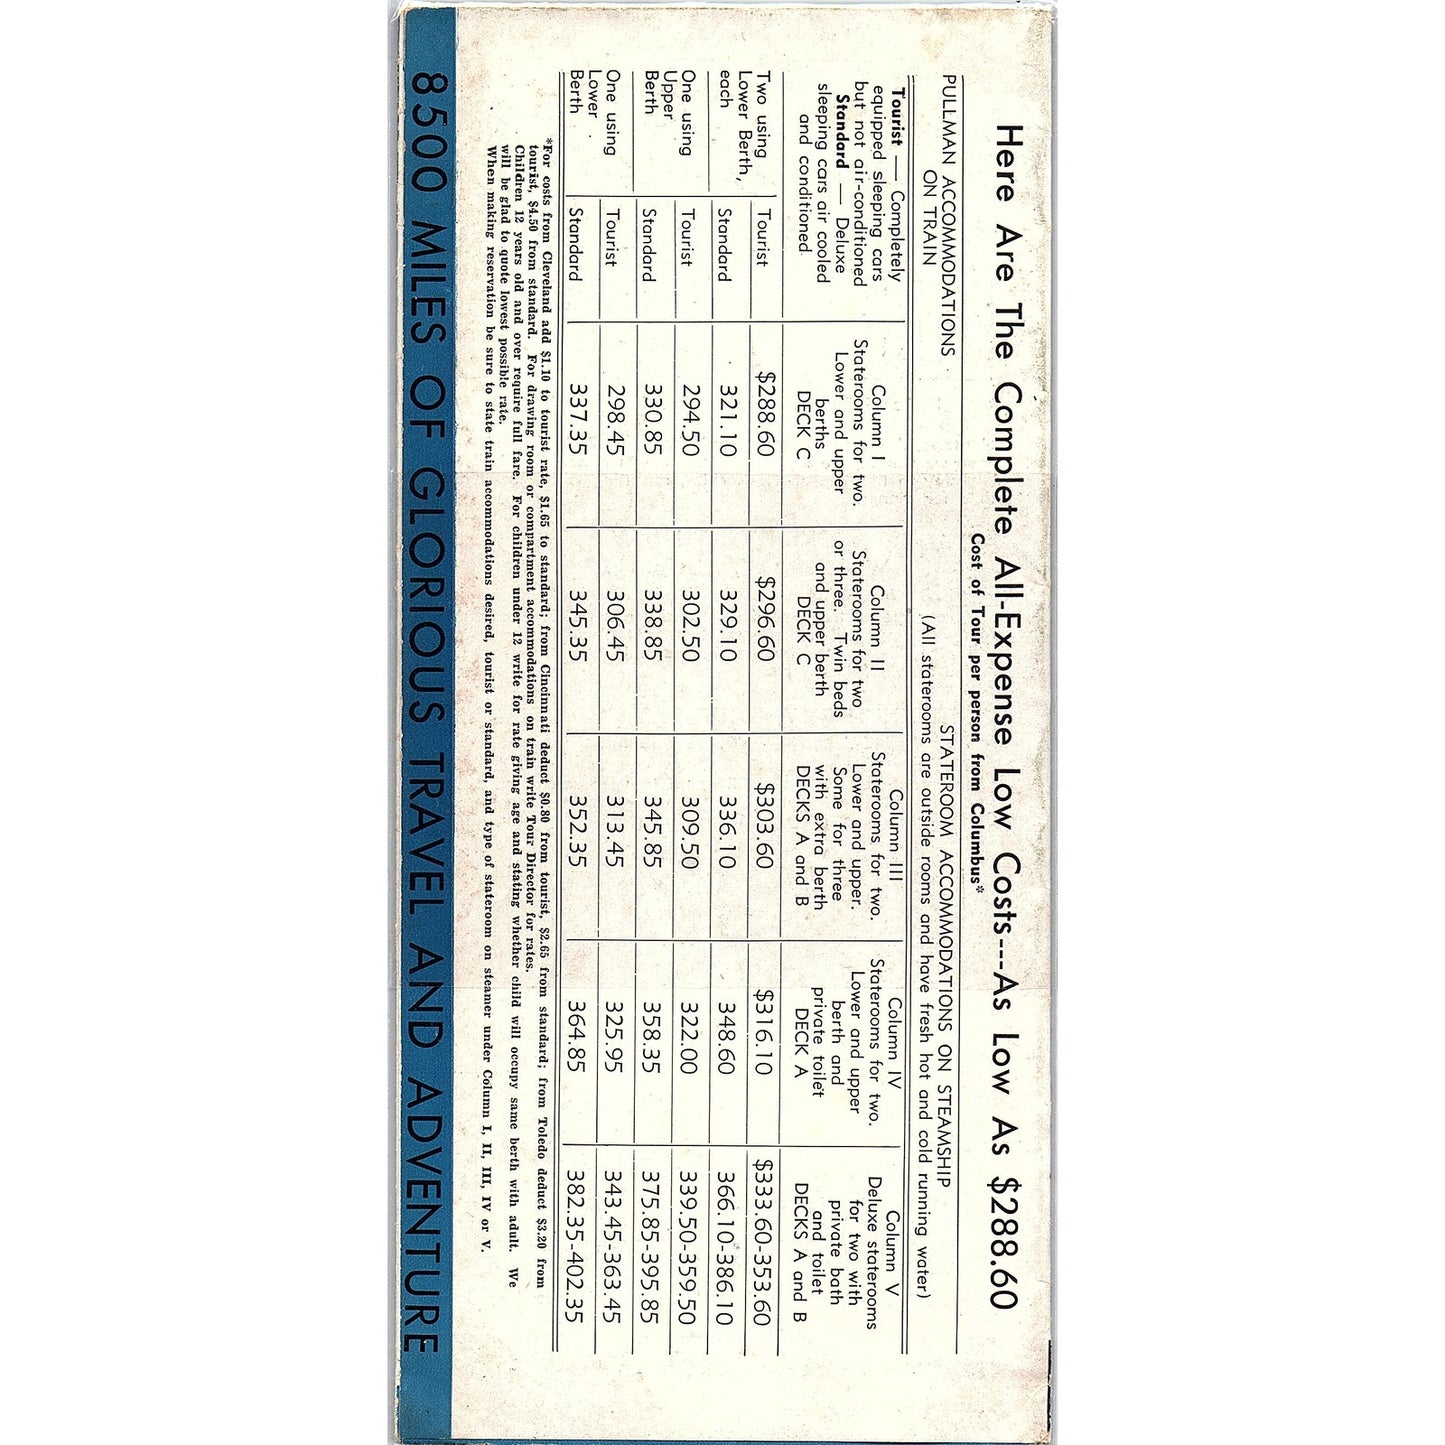 Here Are The Complete All-Expense Low Costs---As Low As $288.60
Cost of Tour per person from Columbus*
PULLMAN ACCOMMODATIONS
ON TRAIN
STATEROOM ACCOMMODATIONS ON STEAMSHIP
(All staterooms are outside rooms and have fresh hot and cold running water)
Tourist — Completely
equipped sleeping cars
but not air-conditioned
Standard — Deluxe
sleeping cars air cooled
and conditioned.
Column I
Staterooms for two.
Lower and upper
berths
DECK C
Column II
Staterooms for two
or three. Twin beds
and upper berth
DECK C
Column III
Staterooms for two.
Lower and upper.
Some for three
with extra berth
DECKS A and B
Column IV
Staterooms for two.
Lower and upper
berth and
private toilet
DECK A
Column V
Deluxe staterooms
for two with
private bath
and toilet
DECKS A and B
Two using
Lower Berth,
each
Tourist $288.60 $296.60 $303.60 $316.10 $333.60-353.60
Standard 321.10 329.10 336.10 348.60 366.10-386.10
One using
Upper
Berth
Tourist 294.50 302.50 309.50 322.00 339.50-359.50
Standard 330.85 338.85 345.85 358.35 375.85-395.85
One using
Lower
Berth
Tourist 298.45 306.45 313.45 325.95 343.45-363.45
Standard 337.35 345.35 352.35 364.85 382.35-402.35
*For costs from Cleveland add $1.10 to tourist rate, $1.65 to standard; from Cincinnati deduct $0.80 from tourist, $2.65 from standard; from Toledo deduct $3.20 from
tourist, $4.50 from standard. For drawing room or compartment accommodations on train write Tour Director for rates.
Children 12 years old and over require full fare. For children under 12 write for rate giving age and stating whether child will occupy same berth with adult. We
will be glad to quote lowest possible rate.
When making reservation be sure to state train accommodations desired, tourist or standard, and type of stateroom on steamer under Column I, II, III, IV or V.
8500 MILES OF GLORIOUS TRAVEL AND ADVENTURE